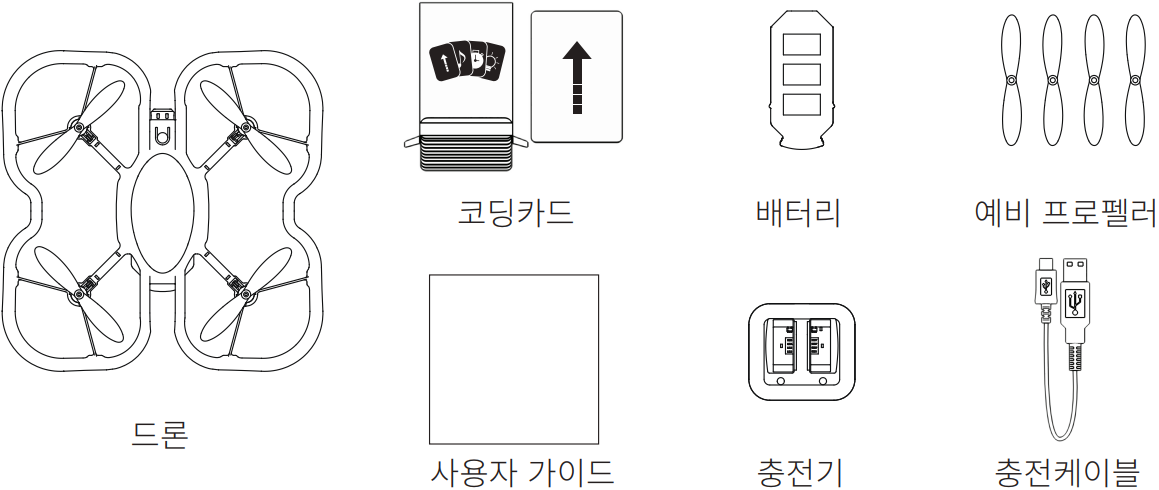 코딩카드
배터리
예비 프로펠러
드론
사용자 가이드
충전기
충전케이블